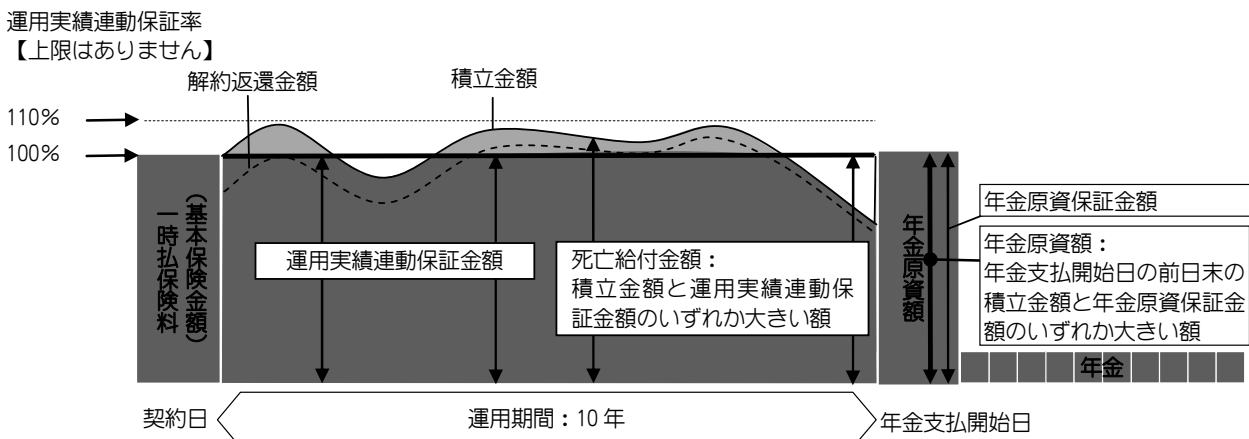 運用実績連動保証率
【上限はありません】
解約返還金額
積立金額
110%
100%
一時払保険料
（基本保険金額）
運用実績連動保証金額
死亡給付金額：
積立金額と運用実績連動保
証金額のいずれか大きい額
年金原資額
年金原資保証金額
年金原資額：
年金支払開始日の前日末の
積立金額と年金原資保証金
額のいずれか大きい額
年金
契約日
運用期間：10年
年金支払開始日